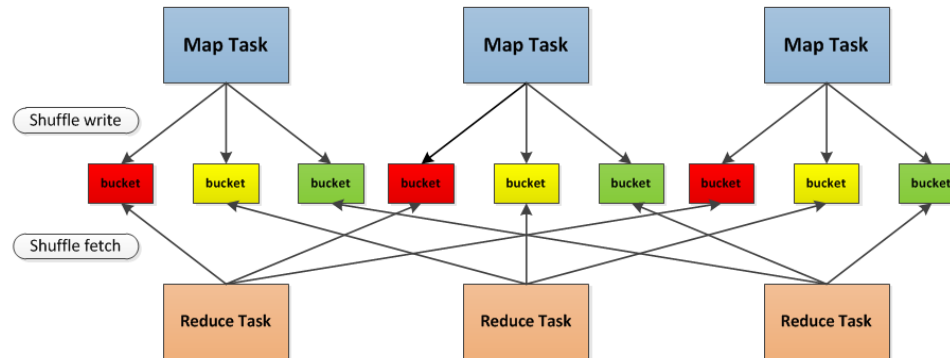 Map Task
Map Task
Map Task
Shuffle write
bucket
bucket
bucket
bucket
bucket
bucket
bucket
bucket
bucket
Shuffle fetch
Reduce Task
Reduce Task
Reduce Task